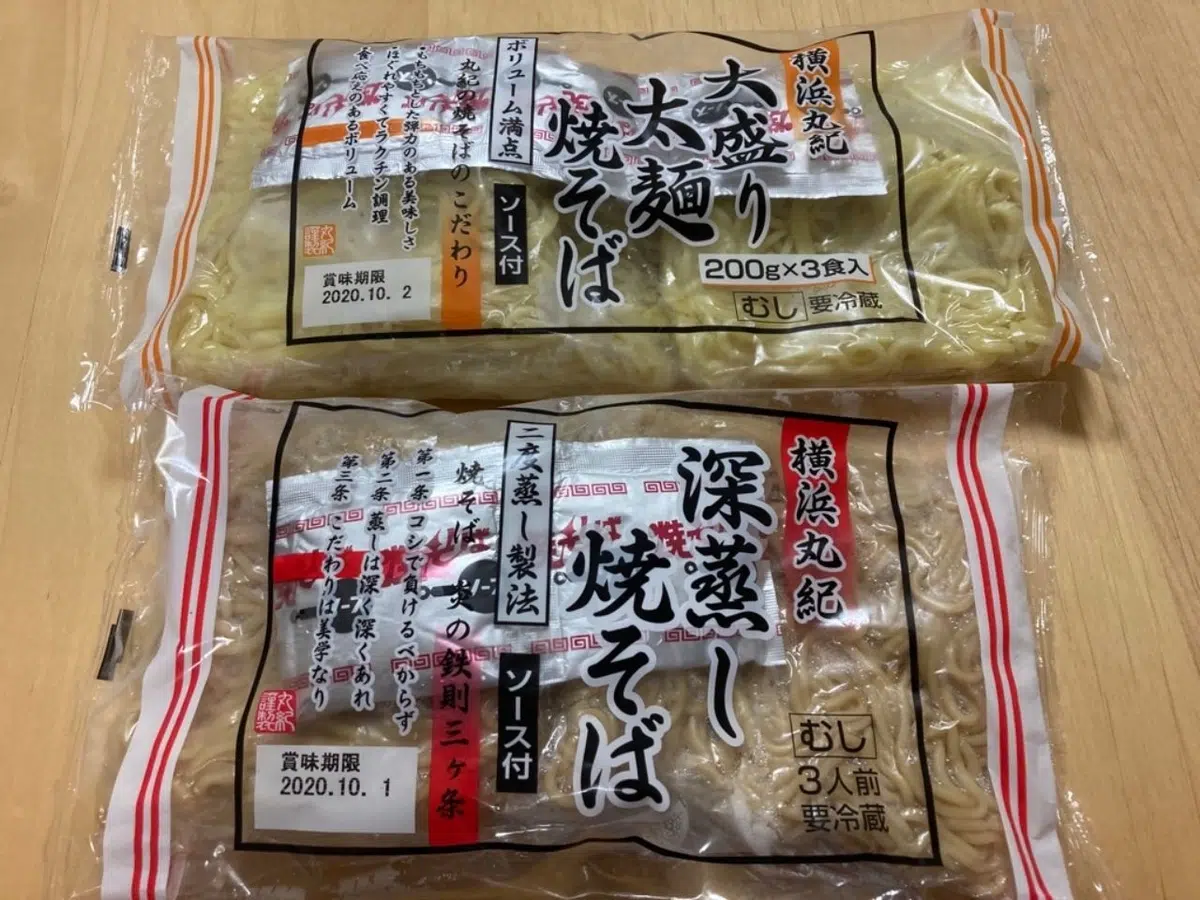 横浜丸紀
大盛り
太麺
焼そば
200g×3食入
むし 要冷蔵
ボリューム満点
ソース付
丸紀の焼そばのこだわり
・もちもちとした弾力のある美味しさ
ほぐれやすくてラクチン調理
食べ応えのあるボリューム
丸紀
謹製
賞味期限
2020.10. 2
横浜丸紀
深蒸し
焼そば
むし
3人前
要冷蔵
二度蒸し製法
ソース付
焼そば 炎の鉄則三ヶ条
第一条 コシで負けるべからず
第二条 蒸しは深く深くあれ
第三条 こだわりは美学なり
丸紀
謹製
賞味期限
2020.10. 1